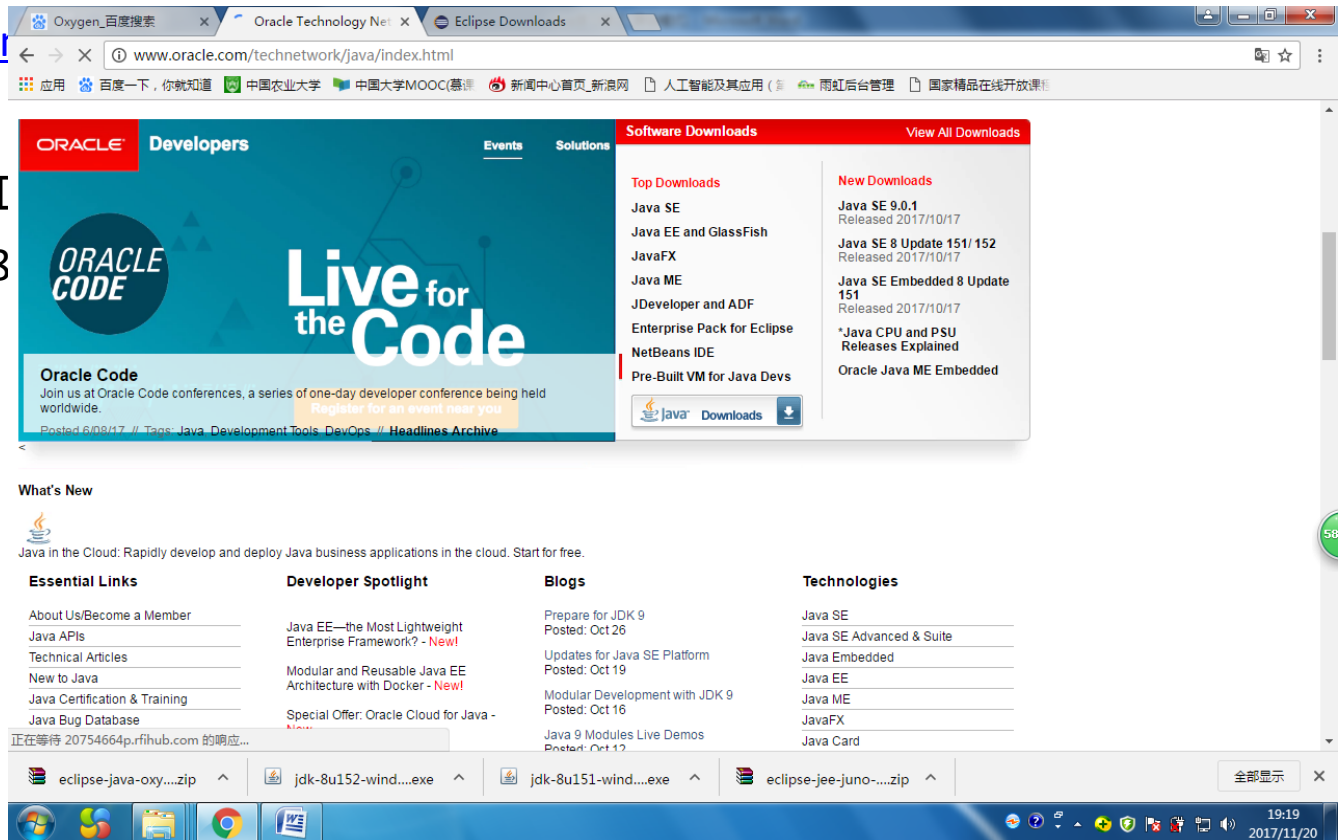 Oxygen_百度搜索
Oracle Technology Net
Eclipse Downloads
www.oracle.com/technetwork/java/index.html
应用
百度一下，你就知道
中国农业大学
中国大学MOOC(慕课
新闻中心首页_新浪网
人工智能及其应用 (
雨虹后台管理
国家精品在线开放课程
ORACLE Developers
Events Solutions
ORACLE
CODE
Live for
the Code
Oracle Code
Join us at Oracle Code conferences, a series of one-day developer conference being held
worldwide.
Register for an event near you
Posted 6/08/17 // Tags: Java, Development Tools, DevOps // Headlines Archive
Software Downloads
View All Downloads
Top Downloads
Java SE
Java EE and GlassFish
JavaFX
Java ME
JDeveloper and ADF
Enterprise Pack for Eclipse
NetBeans IDE
Pre-Built VM for Java Devs
Java Downloads
New Downloads
Java SE 9.0.1
Released 2017/10/17
Java SE 8 Update 151/ 152
Released 2017/10/17
Java SE Embedded 8 Update
151
Released 2017/10/17
*Java CPU and PSU
Releases Explained
Oracle Java ME Embedded
<
What's New
Java in the Cloud: Rapidly develop and deploy Java business applications in the cloud. Start for free.
Essential Links
About Us/Become a Member
Java APIs
Technical Articles
New to Java
Java Certification & Training
Java Bug Database
Developer Spotlight
Java EE—the Most Lightweight
Enterprise Framework? - New!
Modular and Reusable Java EE
Architecture with Docker - New!
Special Offer: Oracle Cloud for Java -
Blogs
Prepare for JDK 9
Posted: Oct 26
Updates for Java SE Platform
Posted: Oct 19
Modular Development with JDK 9
Posted: Oct 16
Java 9 Modules Live Demos
Posted: Oct 12
Technologies
Java SE
Java SE Advanced & Suite
Java Embedded
Java EE
Java ME
JavaFX
Java Card
正在等待 20754664p.rfihub.com 的响应...
58
eclipse-java-oxy....zip
jdk-8u152-wind....exe
jdk-8u151-wind....exe
eclipse-jee-juno-....zip
全部显示
19:19
2017/11/20